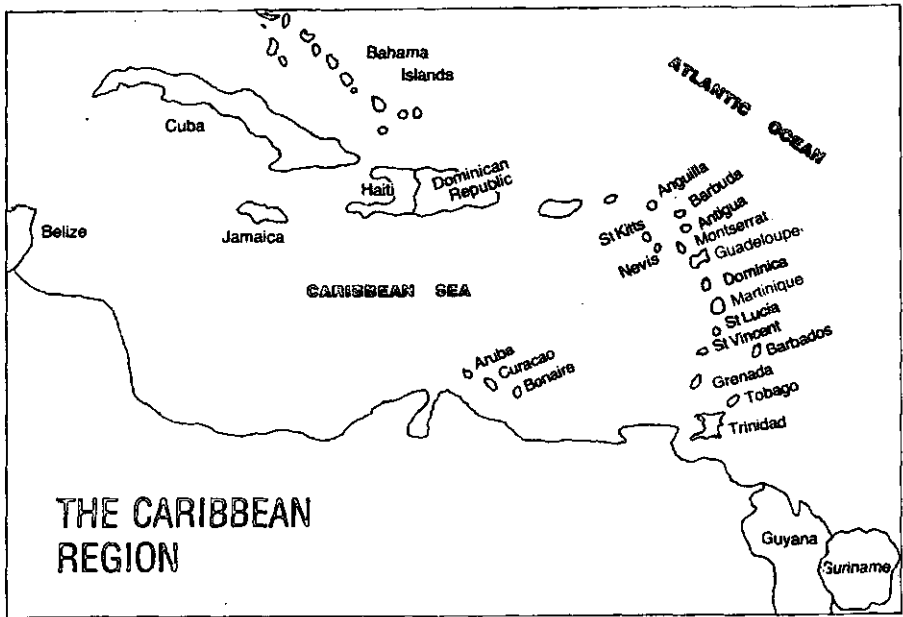 Bahama
Islands
ATLANTIC OCEAN
Cuba
Haiti
Dominican
Republic
Anguilla
Barbuda
Antigua
St Kitts
Montserrat
Nevis
Guadeloupe
Belize
Jamaica
CARIBBEAN SEA
Dominica
Martinique
St Lucia
St Vincent
Barbados
Aruba
Curacao
Bonaire
Grenada
Tobago
Trinidad
THE CARIBBEAN
REGION
Guyana
Suriname